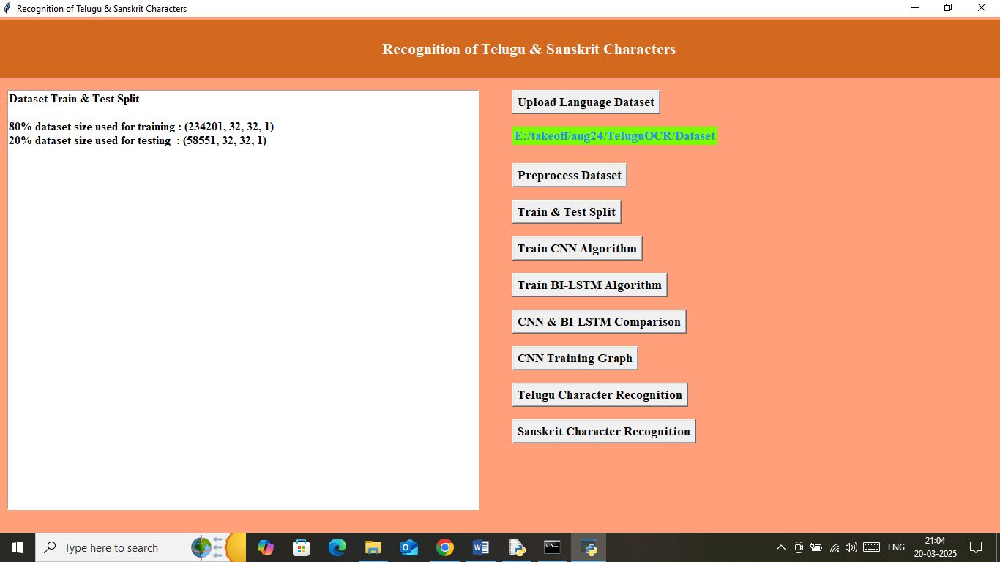 Recognition of Telugu & Sanskrit Characters
Recognition of Telugu & Sanskrit Characters
Dataset Train & Test Split
80% dataset size used for training : (234201, 32, 32, 1)
20% dataset size used for testing  : (58551, 32, 32, 1)
Upload Language Dataset
E:/takeoff/aug24/TeluguOCR/Dataset
Preprocess Dataset
Train & Test Split
Train CNN Algorithm
Train BI-LSTM Algorithm
CNN & BI-LSTM Comparison
CNN Training Graph
Telugu Character Recognition
Sanskrit Character Recognition
Type here to search
ENG
21:04
20-03-2025